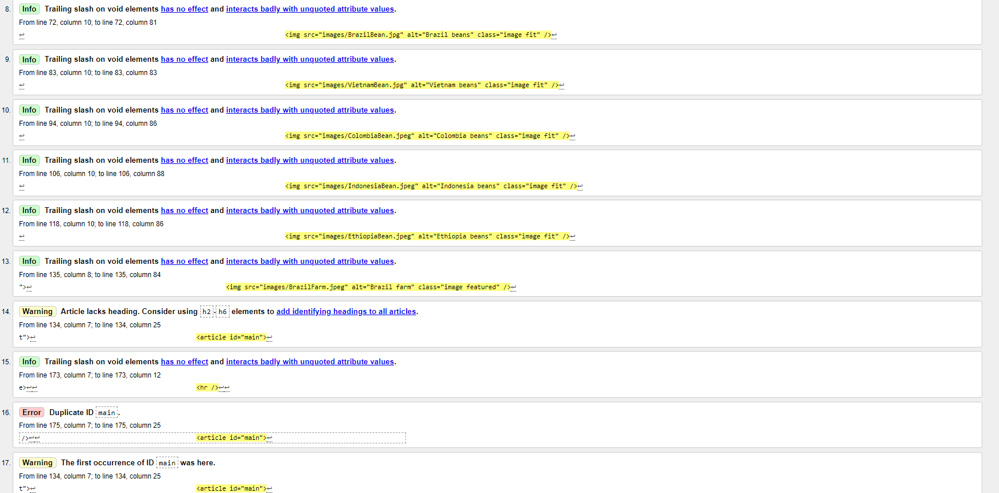 8. Info Trailing slash on void elements has no effect and interacts badly with unquoted attribute values.
From line 72, column 10; to line 72, column 81
↩ <img src="images/BrazilBean.jpg" alt="Brazil beans" class="image fit" />↩
9. Info Trailing slash on void elements has no effect and interacts badly with unquoted attribute values.
From line 83, column 10; to line 83, column 83
↩ <img src="images/VietnamBean.jpg" alt="Vietnam beans" class="image fit" />↩
10. Info Trailing slash on void elements has no effect and interacts badly with unquoted attribute values.
From line 94, column 10; to line 94, column 86
↩ <img src="images/ColombiaBean.jpeg" alt="Colombia beans" class="image fit" />↩
11. Info Trailing slash on void elements has no effect and interacts badly with unquoted attribute values.
From line 106, column 10; to line 106, column 88
↩ <img src="images/IndonesiaBean.jpeg" alt="Indonesia beans" class="image fit" />↩
12. Info Trailing slash on void elements has no effect and interacts badly with unquoted attribute values.
From line 118, column 10; to line 118, column 86
↩ <img src="images/EthiopiaBean.jpeg" alt="Ethiopia beans" class="image fit" />↩
13. Info Trailing slash on void elements has no effect and interacts badly with unquoted attribute values.
From line 135, column 8; to line 135, column 84
">↩ <img src="images/BrazilFarm.jpeg" alt="Brazil farm" class="image featured" />↩
14. Warning Article lacks heading. Consider using h2-h6 elements to add identifying headings to all articles.
From line 134, column 7; to line 134, column 25
t">↩ <article id="main">↩
15. Info Trailing slash on void elements has no effect and interacts badly with unquoted attribute values.
From line 173, column 7; to line 173, column 12
e>↩↩ <hr />↩↩
16. Error Duplicate ID main.
From line 175, column 7; to line 175, column 25
/>↩↩ <article id="main">↩
17. Warning The first occurrence of ID main was here.
From line 134, column 7; to line 134, column 25
t">↩ <article id="main">↩